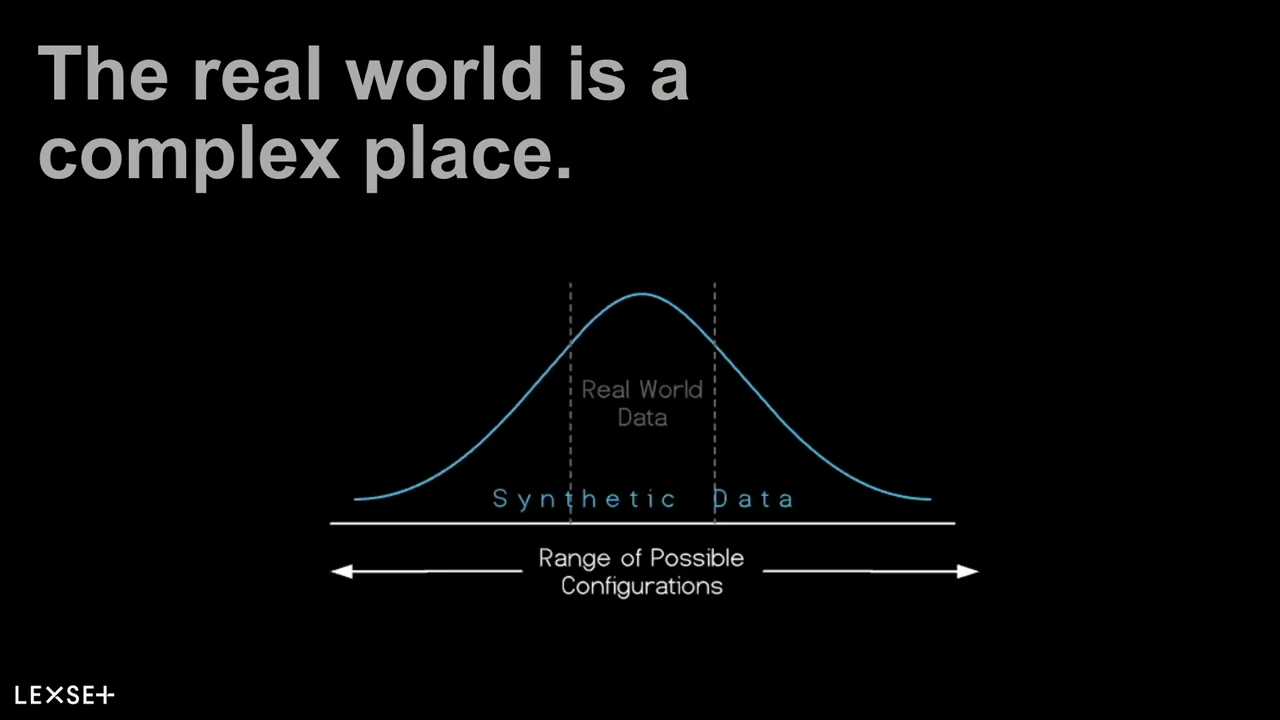 The real world is a
complex place.
Real World
Data
Synthetic Data
Range of Possible
Configurations
LEXSET